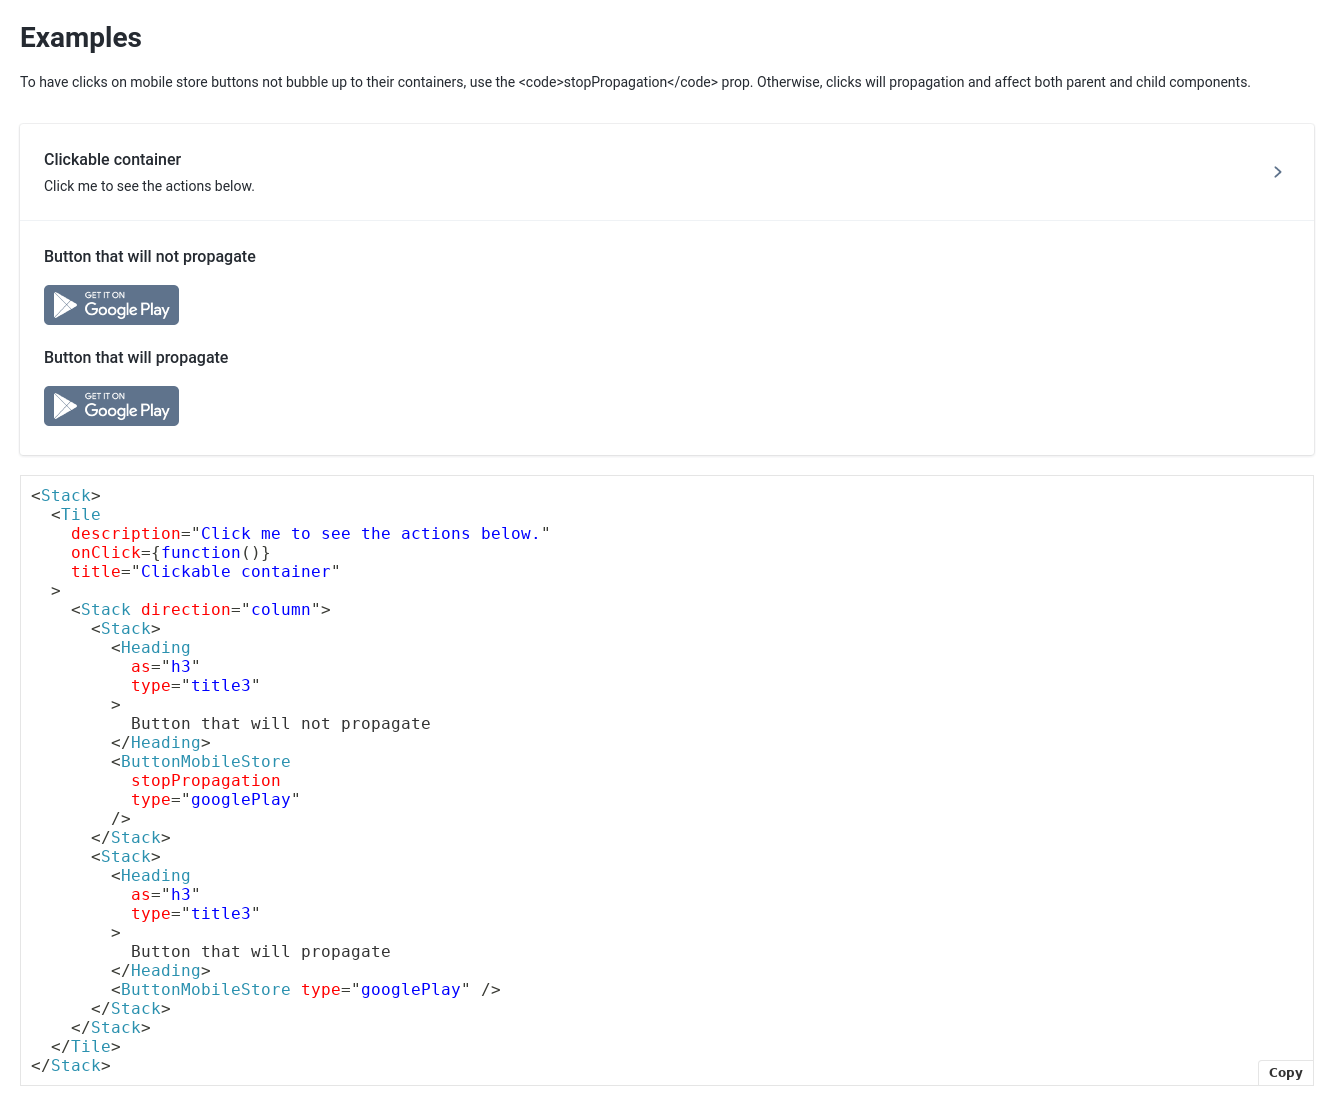 Examples
To have clicks on mobile store buttons not bubble up to their containers, use the <code>stopPropagation</code> prop. Otherwise, clicks will propagation and affect both parent and child components.
Clickable container
Click me to see the actions below.
Button that will not propagate
GET IT ON
Google Play
Button that will propagate
GET IT ON
Google Play
<Stack>
  <Tile
    description="Click me to see the actions below."
    onClick={function()}
    title="Clickable container"
  >
    <Stack direction="column">
      <Stack>
        <Heading
          as="h3"
          type="title3"
        >
          Button that will not propagate
        </Heading>
        <ButtonMobileStore
          stopPropagation
          type="googlePlay"
        />
      </Stack>
      <Stack>
        <Heading
          as="h3"
          type="title3"
        >
          Button that will propagate
        </Heading>
        <ButtonMobileStore type="googlePlay" />
      </Stack>
    </Stack>
  </Tile>
</Stack>
Copy